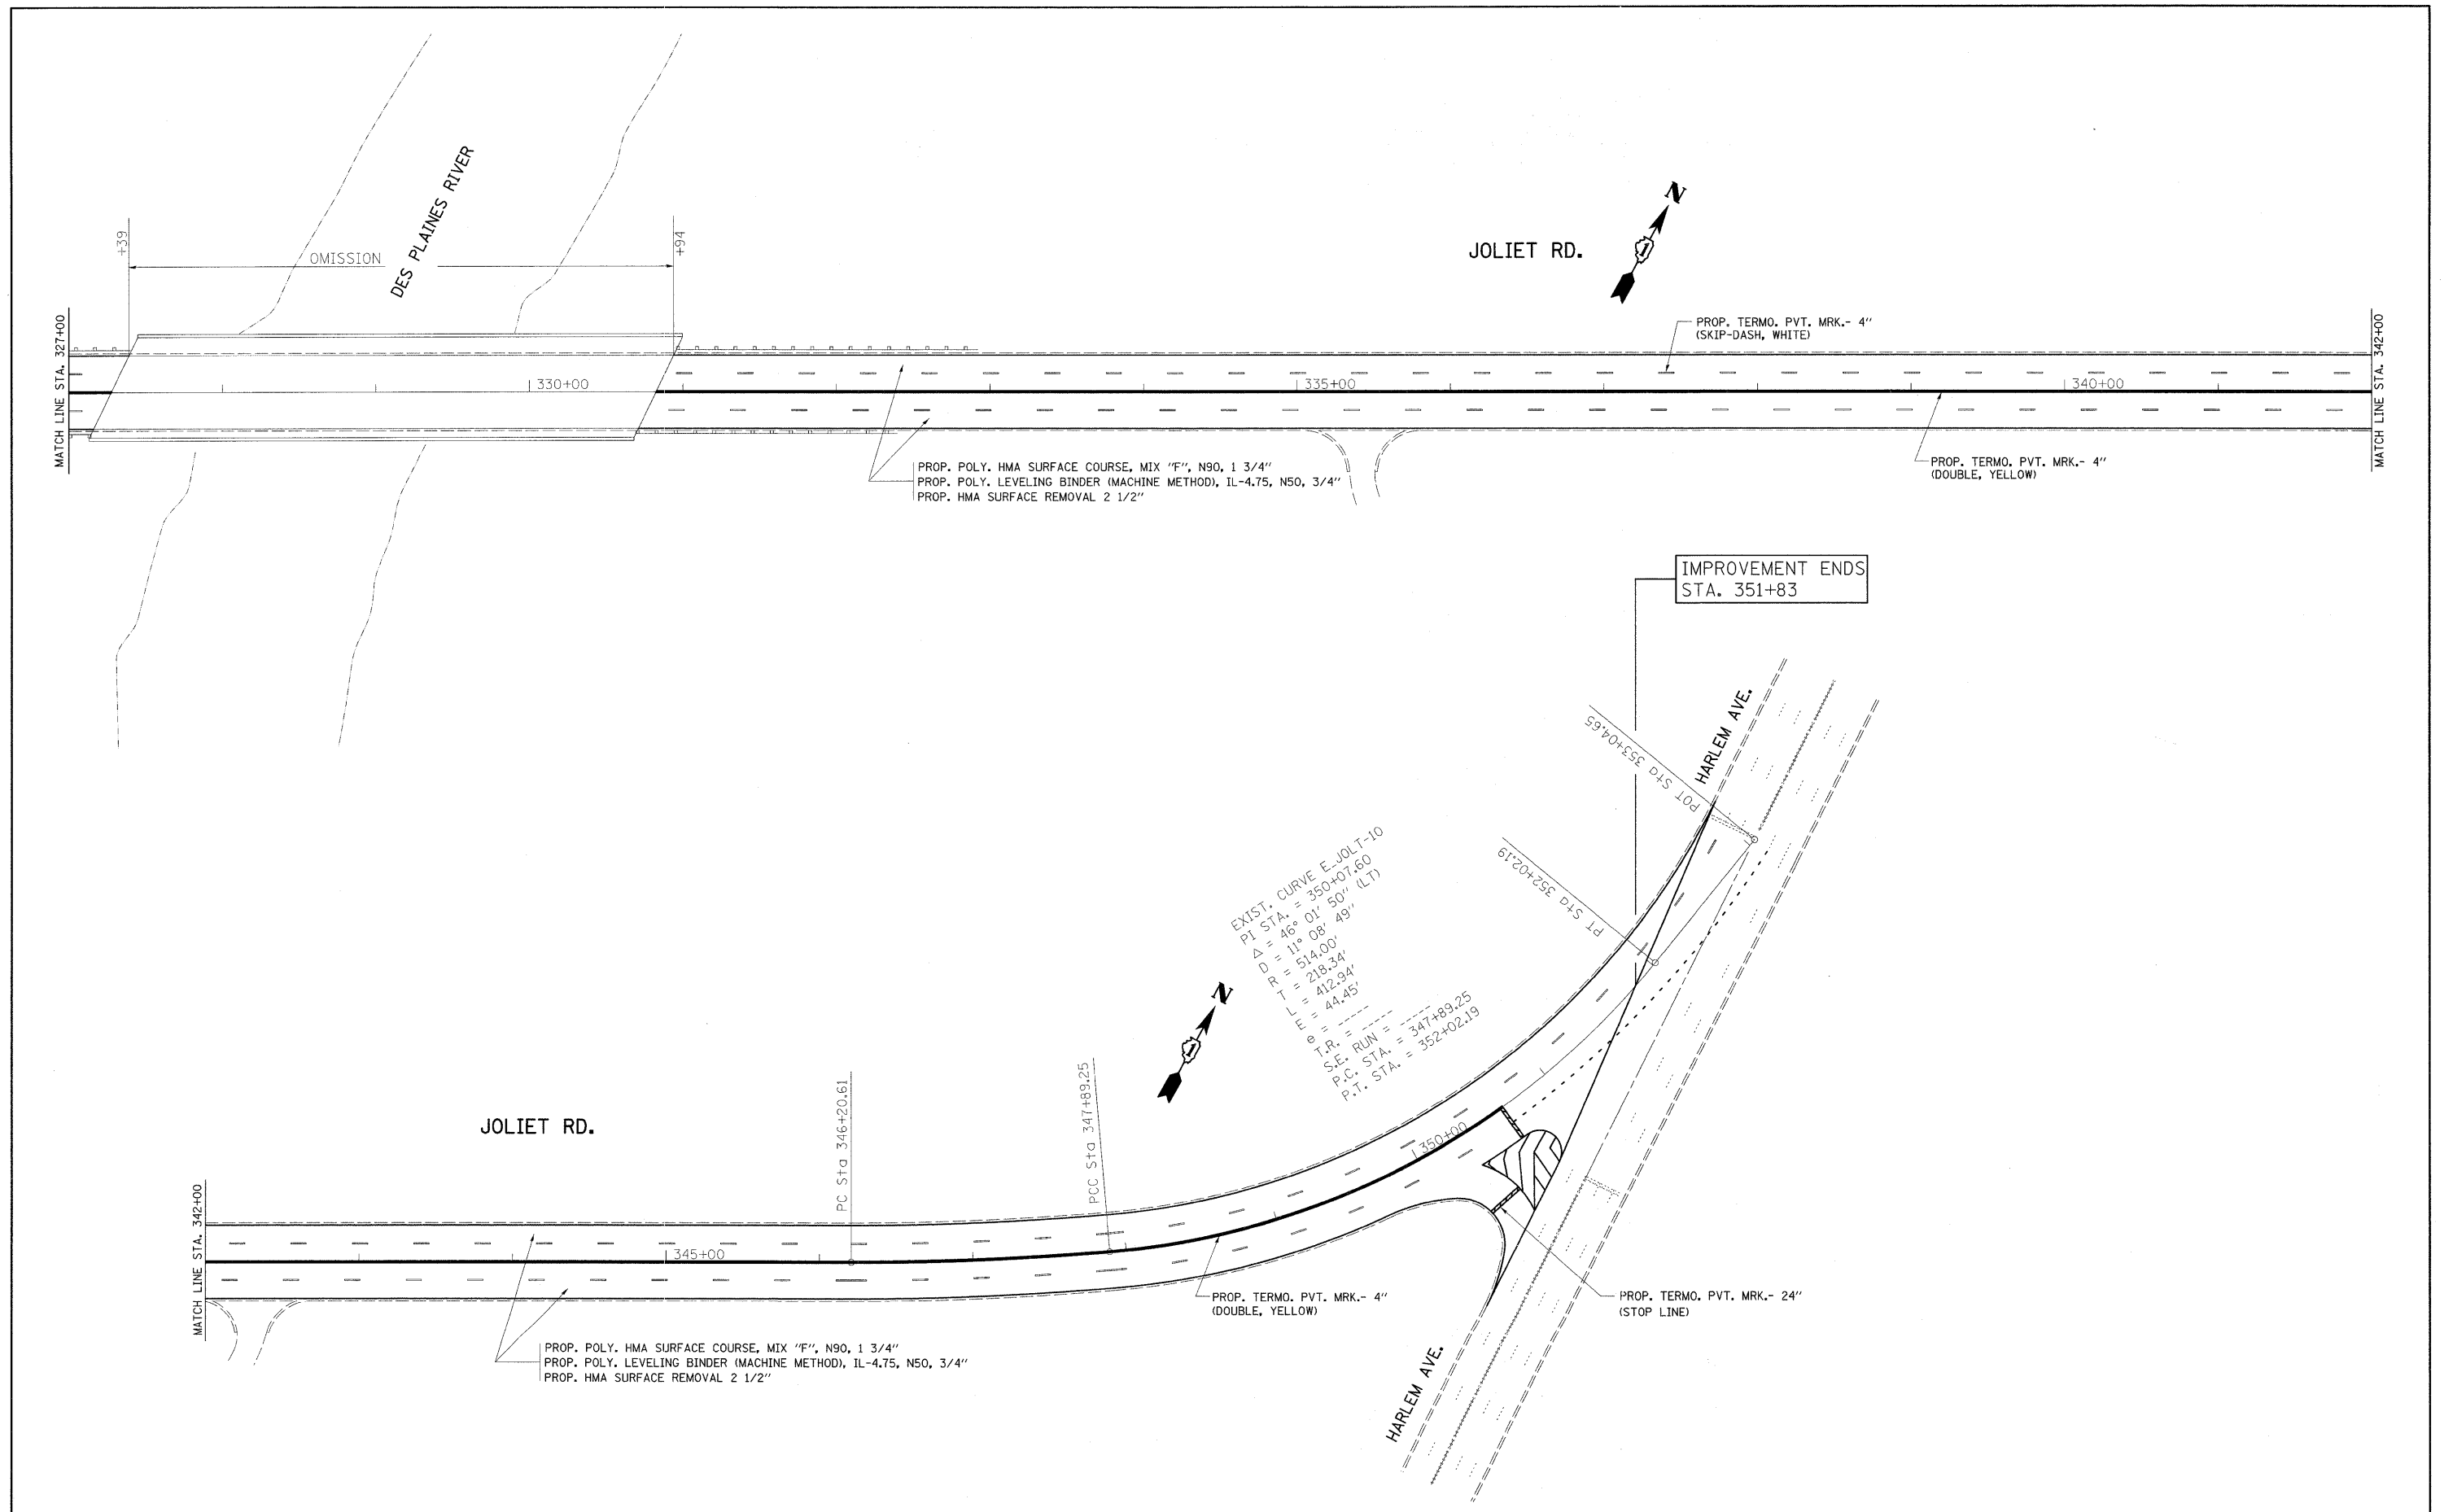 +39
OMISSION
+94
DES PLAINES RIVER
JOLIET RD.
N
1
MATCH LINE STA. 327+00
330+00
335+00
340+00
MATCH LINE STA. 342+00
PROP. TERMO. PVT. MRK.- 4"
(SKIP-DASH, WHITE)
PROP. POLY. HMA SURFACE COURSE, MIX "F", N90, 1 3/4"
PROP. POLY. LEVELING BINDER (MACHINE METHOD), IL-4.75, N50, 3/4"
PROP. HMA SURFACE REMOVAL 2 1/2"
PROP. TERMO. PVT. MRK.- 4"
(DOUBLE, YELLOW)
IMPROVEMENT ENDS
STA. 351+83
HARLEM AVE.
POT Sta 353+04.65
PT Sta 352+02.19
EXIST. CURVE E_JOLT-10
PI STA. = 350+07.60
Δ = 46° 01' 50" (LT)
D = 11° 08' 49"
R = 514.00'
T = 218.34'
L = 412.94'
E = 44.45'
e = -----
T.R. = -----
S.E. RUN = -----
P.C. STA. = 347+89.25
P.T. STA. = 352+02.19
N
1
JOLIET RD.
PC Sta 346+20.61
PCC Sta 347+89.25
MATCH LINE STA. 342+00
345+00
350+00
PROP. TERMO. PVT. MRK.- 4"
(DOUBLE, YELLOW)
PROP. TERMO. PVT. MRK.- 24"
(STOP LINE)
PROP. POLY. HMA SURFACE COURSE, MIX "F", N90, 1 3/4"
PROP. POLY. LEVELING BINDER (MACHINE METHOD), IL-4.75, N50, 3/4"
PROP. HMA SURFACE REMOVAL 2 1/2"
HARLEM AVE.